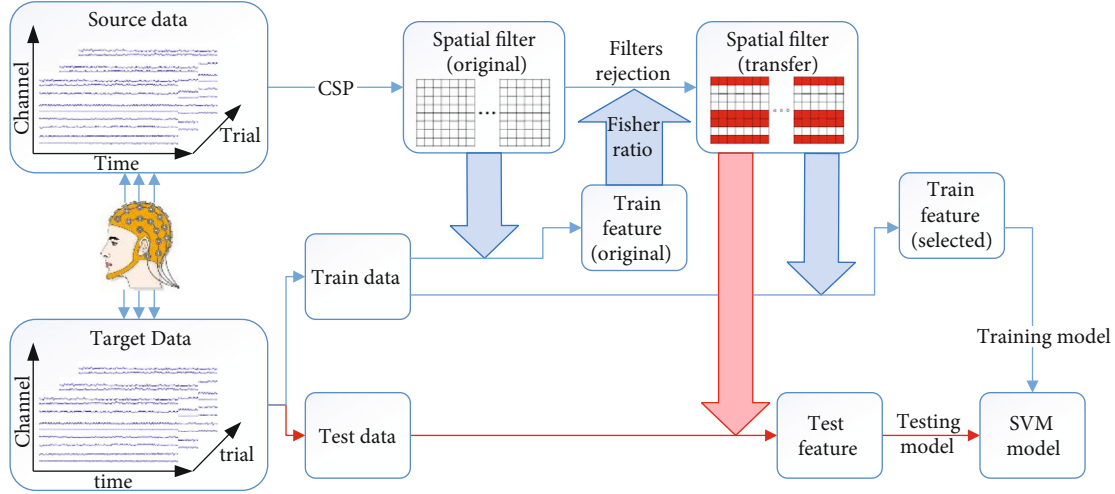 Source data
Channel
Time
Trial
CSP
Spatial filter
(original)
Filters
rejection
Fisher
ratio
Spatial filter
(transfer)
Train
feature
(original)
Train
feature
(selected)
Train data
Target Data
Channel
time
trial
Test data
Training model
Test
feature
Testing
model
SVM
model